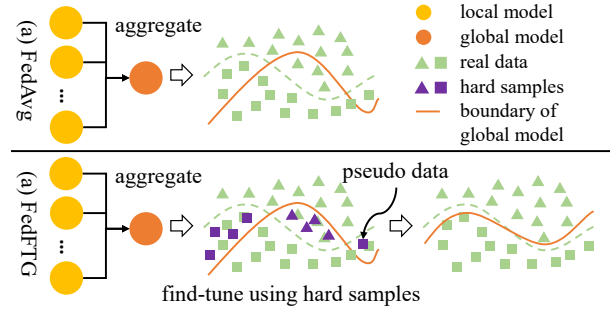 (a) FedAvg
aggregate
...
local model
global model
real data
hard samples
boundary of
global model
(a) FedFTG
aggregate
...
pseudo data
find-tune using hard samples